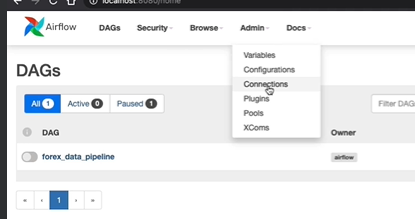 localhost:8080/home
Airflow
DAGs Security Browse Admin Docs
Variables
Configurations
Connections
Plugins
Pools
XComs
DAGs
All 1 Active 0 Paused 1
Filter DAG
DAG Owner
forex_data_pipeline airflow
« ‹ 1 › »